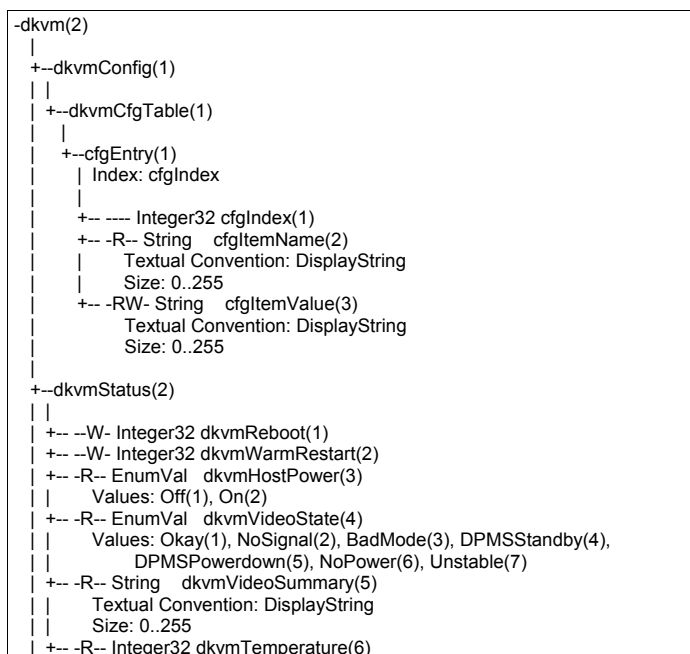 -dkvm(2)
|
+--dkvmConfig(1)
| |
| +--dkvmCfgTable(1)
| |
| +--cfgEntry(1)
| | Index: cfgIndex
| |
| +-- ---- Integer32 cfgIndex(1)
| +-- -R-- String cfgItemName(2)
| | Textual Convention: DisplayString
| | Size: 0..255
| +-- -RW- String cfgItemValue(3)
| Textual Convention: DisplayString
| Size: 0..255
|
+--dkvmStatus(2)
| |
| +-- --W- Integer32 dkvmReboot(1)
| +-- --W- Integer32 dkvmWarmRestart(2)
| +-- -R-- EnumVal dkvmHostPower(3)
| | Values: Off(1), On(2)
| +-- -R-- EnumVal dkvmVideoState(4)
| | Values: Okay(1), NoSignal(2), BadMode(3), DPMSStandby(4),
| | DPMSPowerdown(5), NoPower(6), Unstable(7)
| +-- -R-- String dkvmVideoSummary(5)
| | Textual Convention: DisplayString
| | Size: 0..255
| +-- -R-- Integer32 dkvmTemperature(6)